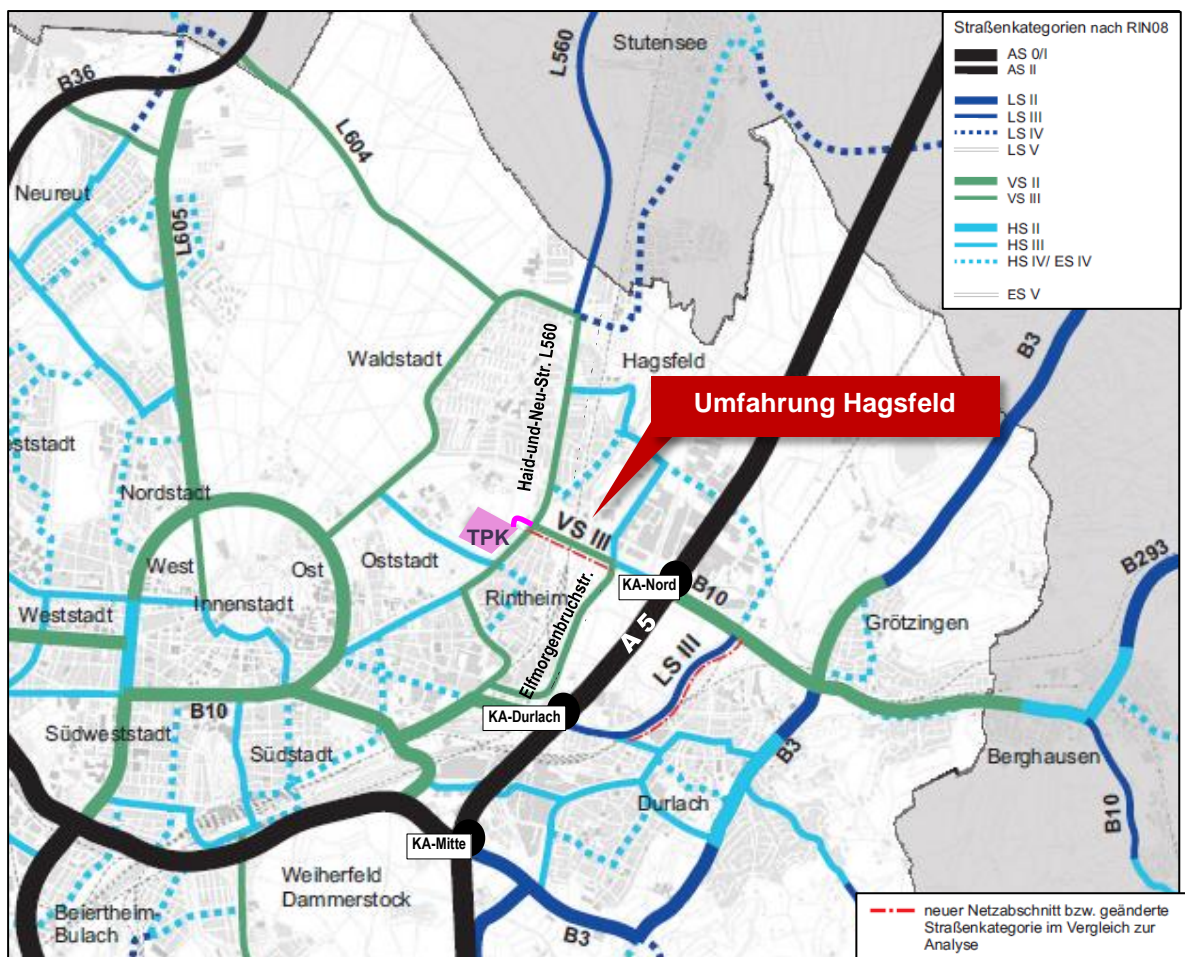 Straßenkategorien nach RIN08
AS 0/I
AS II
LS II
LS III
LS IV
LS V
VS II
VS III
HS II
HS III
HS IV/ ES IV
ES V
B36
L560
Stutensee
L604
Neureut
L605
Waldstadt
Haid-und-Neu-Str. L560
Hagsfeld
B3
Umfahrung Hagsfeld
eststadt
Nordstadt
TPK
VS III
B293
West
Ost
Oststadt
Rintheim
Elfmorgenbruchstr.
KA-Nord
B10
Weststadt
Innenstadt
A 5
LS III
Grötzingen
B10
KA-Durlach
Südweststadt
Südstadt
B3
Berghausen
Durlach
B10
KA-Mitte
Weiherfeld
Dammerstock
Beiertheim-
Bulach
B3
neuer Netzabschnitt bzw. geänderte
Straßenkategorie im Vergleich zur
Analyse